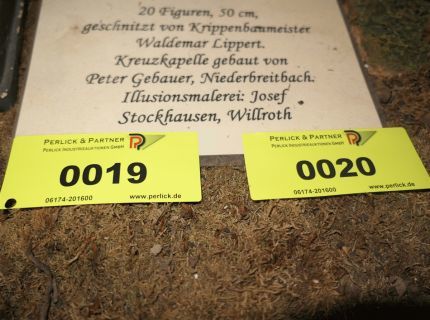 20 Figuren, 50 cm,
geschnitzt von Krippenbaumeister
Waldemar Lippert.
Kreuzkapelle gebaut von
Peter Gebauer, Niederbreitbach.
Illusionsmalerei: Josef
Stockhausen, Willroth
PERLICK & PARTNER
PERLICK INDUSTRIEAUKTIONEN GMBH
0019
06174-201600 www.perlick.de
PERLICK & PARTNER
PERLICK INDUSTRIEAUKTIONEN GMBH
0020
06174-201600 www.perlick.de